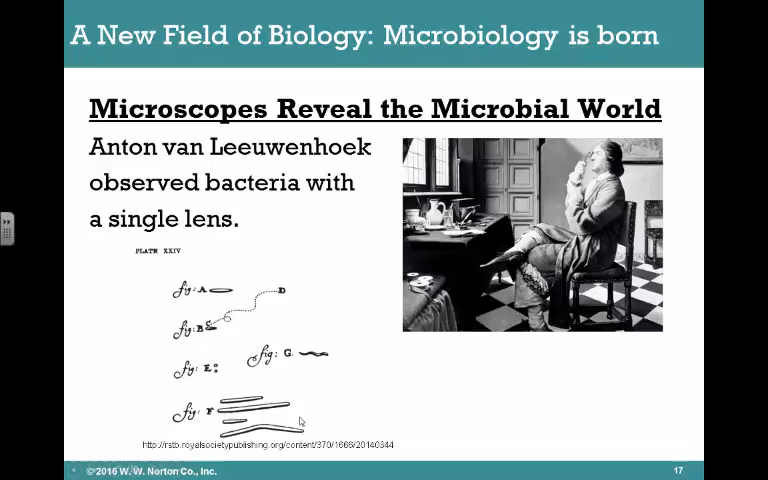 A New Field of Biology: Microbiology is born
Microscopes Reveal the Microbial World
Anton van Leeuwenhoek
observed bacteria with
a single lens.
PLATE XXIV
fig: A
D
fig: B C
fig: G.
fig: E
fig: F
http://rstb.royalsocietypublishing.org/content/370/1666/20140344
© 2016 W. W. Norton Co., Inc.
17